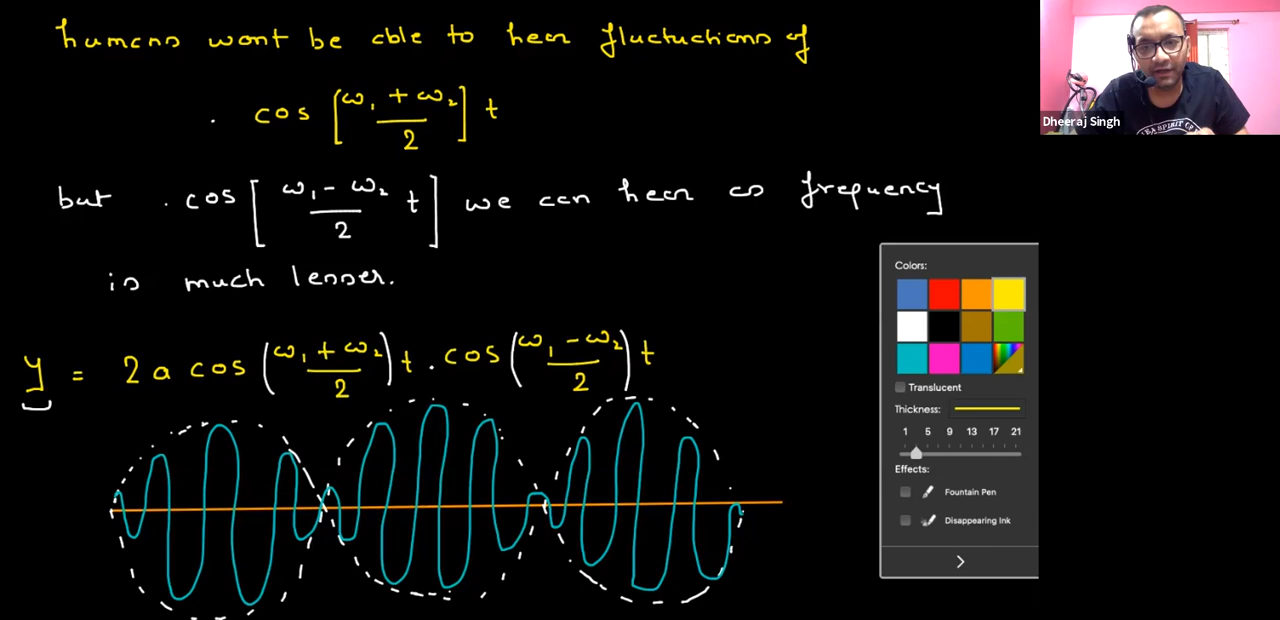 humans wont be able to hear fluctuations of
cos [ω₁ + ω₂ / 2] t
but . cos [ω₁ - ω₂ / 2 t] we can hear as frequency
is much lesser.
y = 2 a cos (ω₁ + ω₂ / 2) t . cos (ω₁ - ω₂ / 2) t
Dheeraj Singh
Colors:
Translucent
Thickness:
1 5 9 13 17 21
Effects:
Fountain Pen
Disappearing Ink